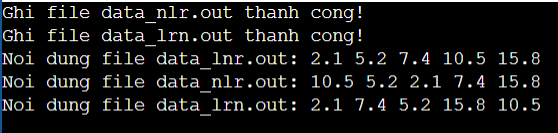 Ghi file data_nlr.out thanh cong!
Ghi file data_lrn.out thanh cong!
Noi dung file data_lnr.out: 2.1 5.2 7.4 10.5 15.8
Noi dung file data_nlr.out: 10.5 5.2 2.1 7.4 15.8
Noi dung file data_lrn.out: 2.1 7.4 5.2 15.8 10.5